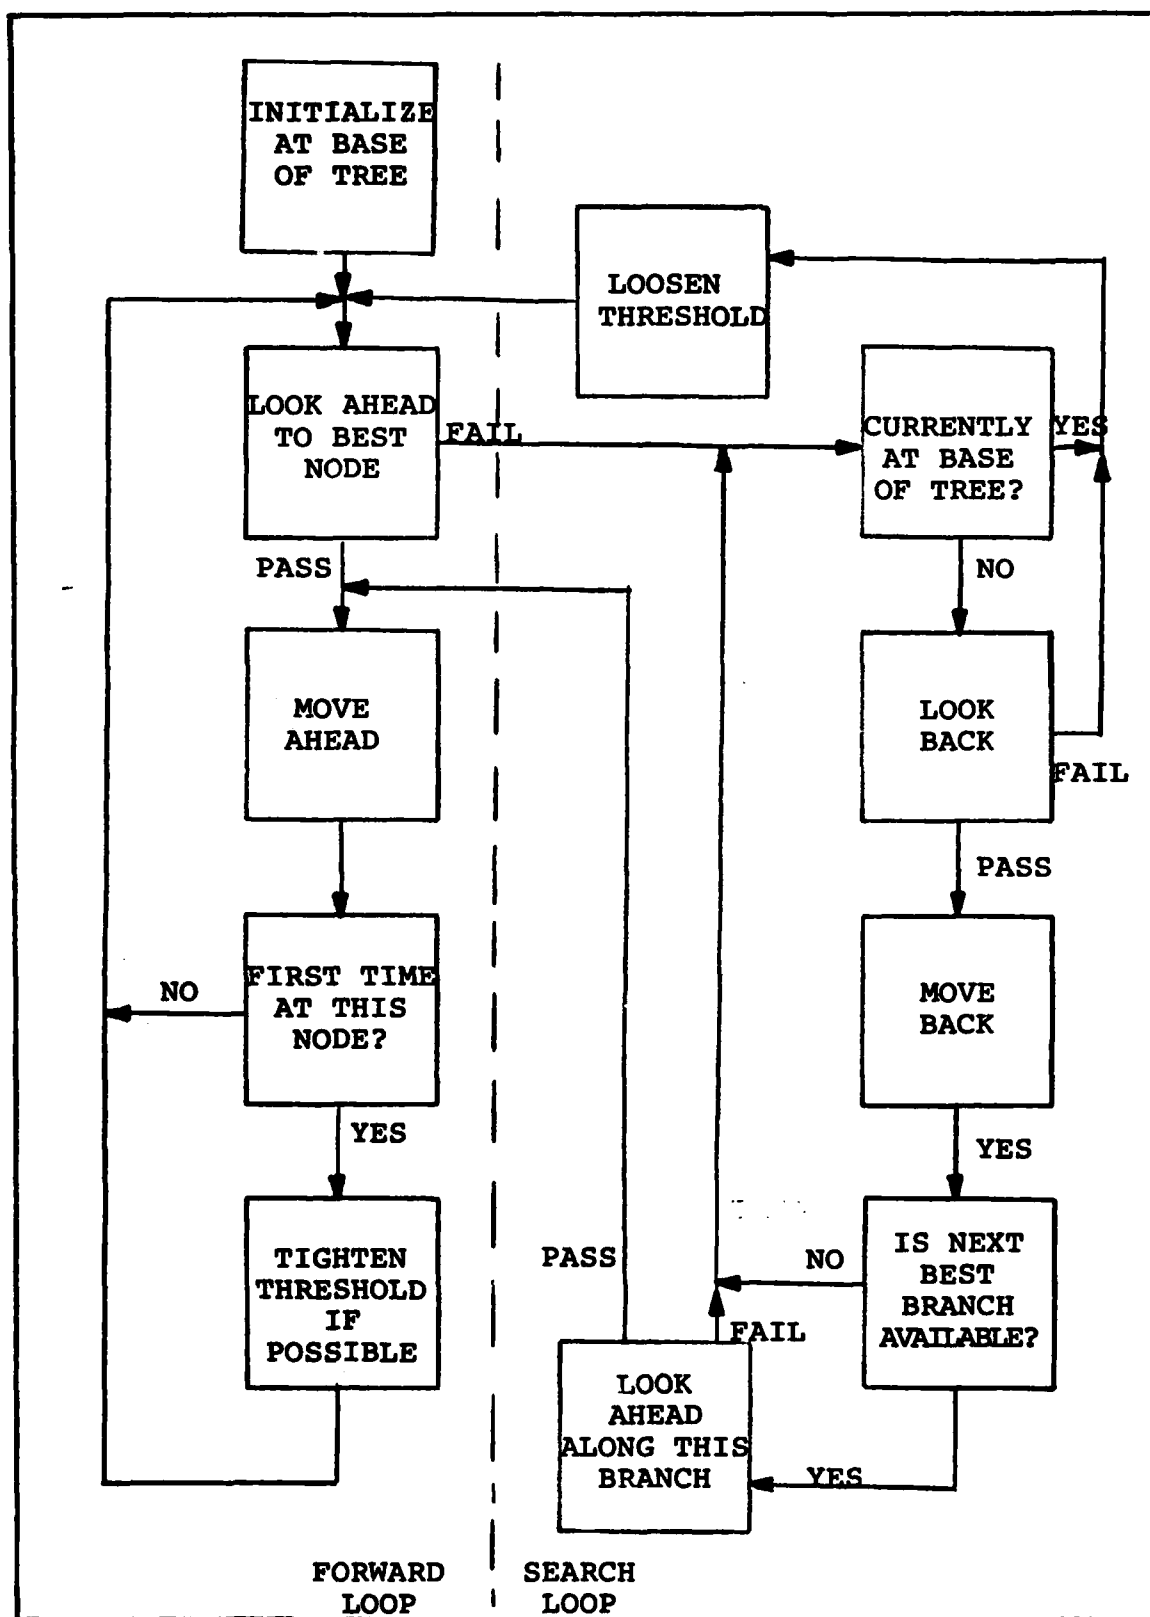 INITIALIZE
AT BASE
OF TREE
LOOSEN
THRESHOLD
LOOK AHEAD
TO BEST
NODE
FAIL
CURRENTLY
AT BASE
OF TREE?
YES
PASS
NO
MOVE
AHEAD
LOOK
BACK
FAIL
PASS
FIRST TIME
AT THIS
NODE?
NO
MOVE
BACK
YES
YES
TIGHTEN
THRESHOLD
IF
POSSIBLE
PASS
NO
IS NEXT
BEST
BRANCH
AVAILABLE?
FAIL
LOOK
AHEAD
ALONG THIS
BRANCH
YES
FORWARD
LOOP
SEARCH
LOOP